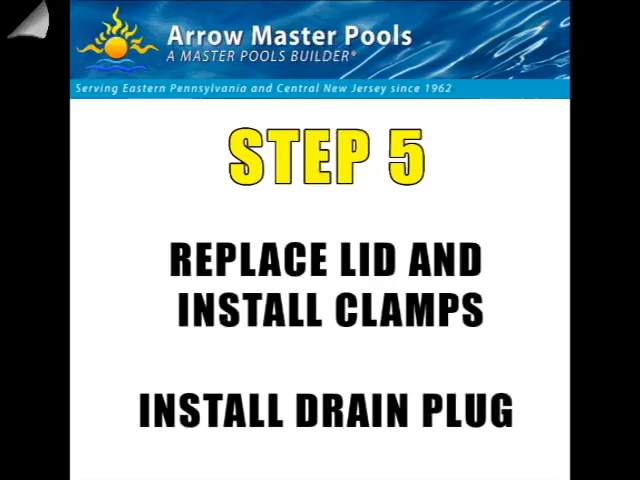 Arrow Master Pools
A MASTER POOLS BUILDER®
Serving Eastern Pennsylvania and Central New Jersey since 1962
STEP 5
REPLACE LID AND
INSTALL CLAMPS
INSTALL DRAIN PLUG